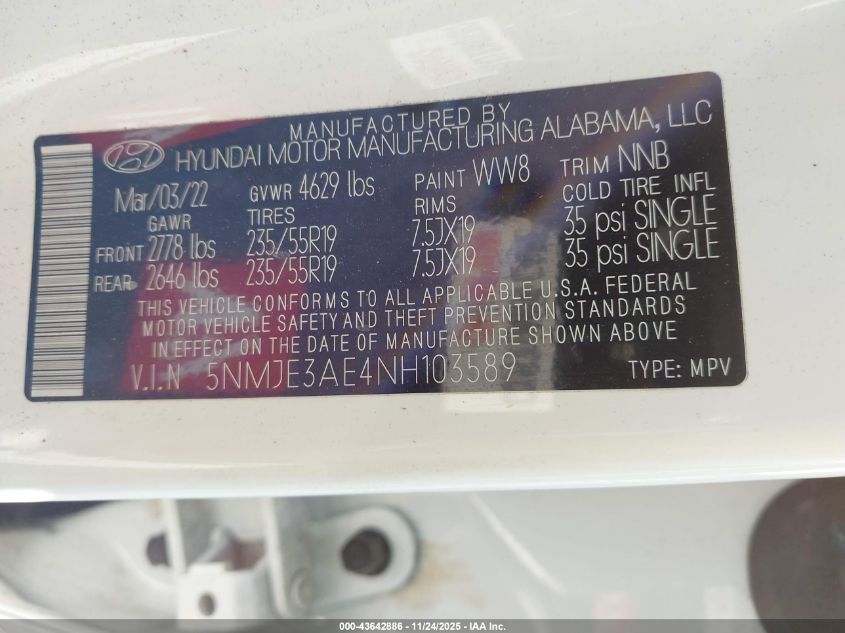 MANUFACTURED BY
HYUNDAI MOTOR MANUFACTURING ALABAMA, LLC
Mar/03/22 GVWR 4629 lbs PAINT WW8 TRIM NNB
GAWR TIRES RIMS COLD TIRE INFL
FRONT 2778 lbs 235/55R19 7.5JX19 35 psi SINGLE
REAR 2646 lbs 235/55R19 7.5JX19 35 psi SINGLE
THIS VEHICLE CONFORMS TO ALL APPLICABLE U.S.A. FEDERAL
MOTOR VEHICLE SAFETY AND THEFT PREVENTION STANDARDS
IN EFFECT ON THE DATE OF MANUFACTURE SHOWN ABOVE
V.I.N 5NMJE3AE4NH103589 TYPE: MPV
000-43642886 - 11/24/2025 - IAA Inc.